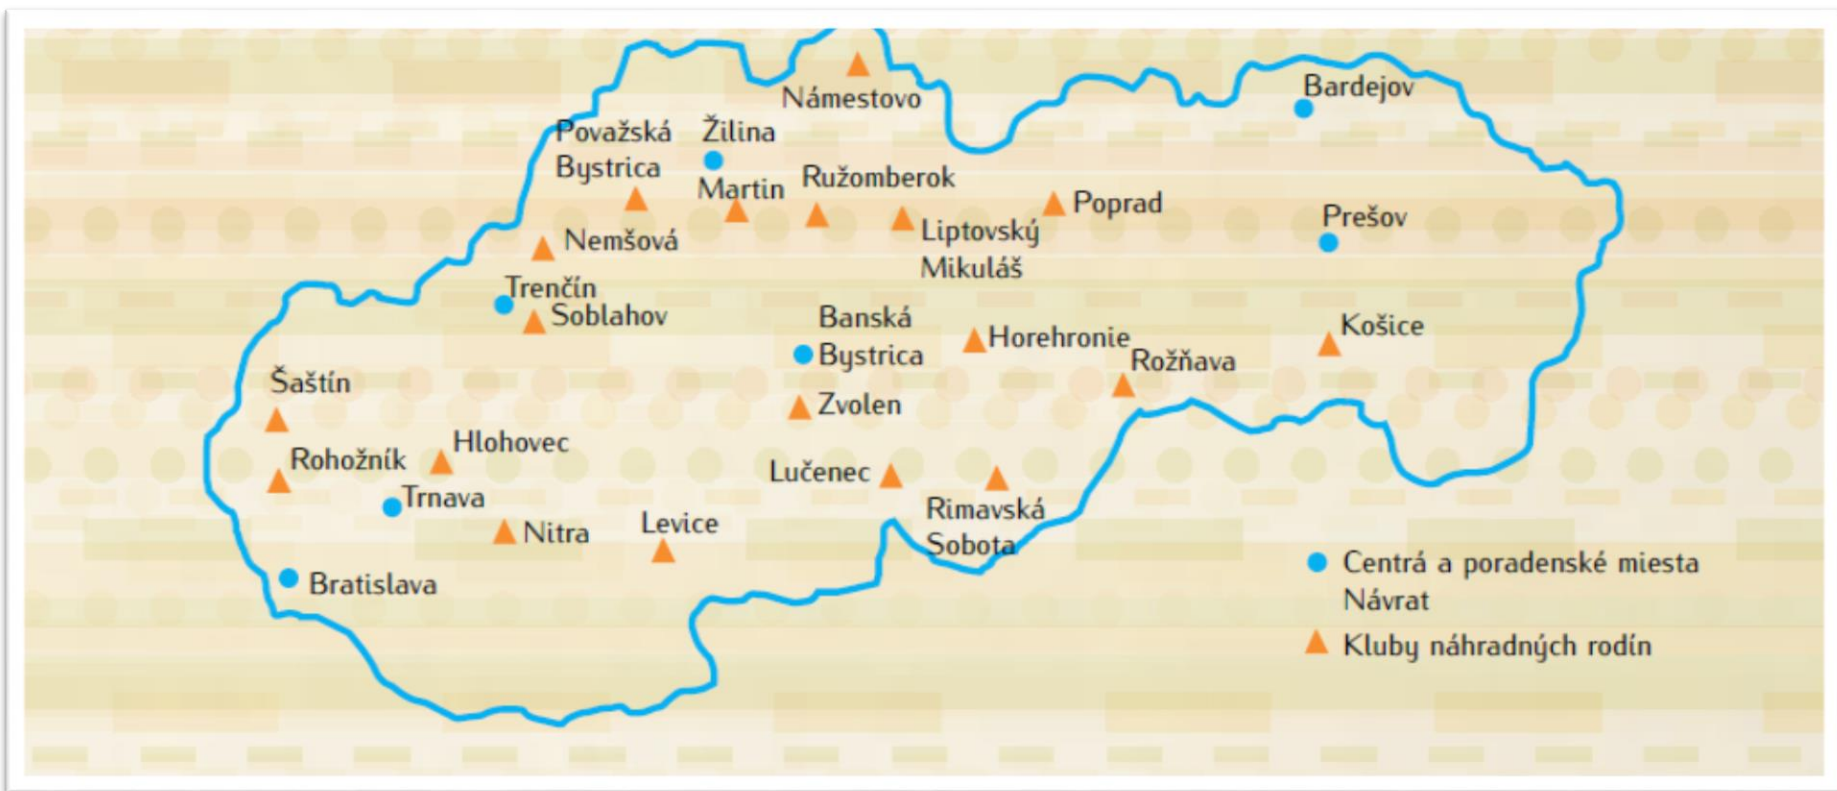 Bardejov
Námestovo
Považská
Bystrica
Žilina
Martin
Ružomberok
Poprad
Prešov
Nemšová
Liptovský
Mikuláš
Trenčín
Soblahov
Banská
Bystrica
Horehronie
Košice
Rožňava
Šaštín
Zvolen
Hlohovec
Rohožník
Lučenec
Trnava
Rimavská
Sobota
Nitra
Levice
Bratislava
Centrá a poradenské miesta
Návrat
Kluby náhradných rodín